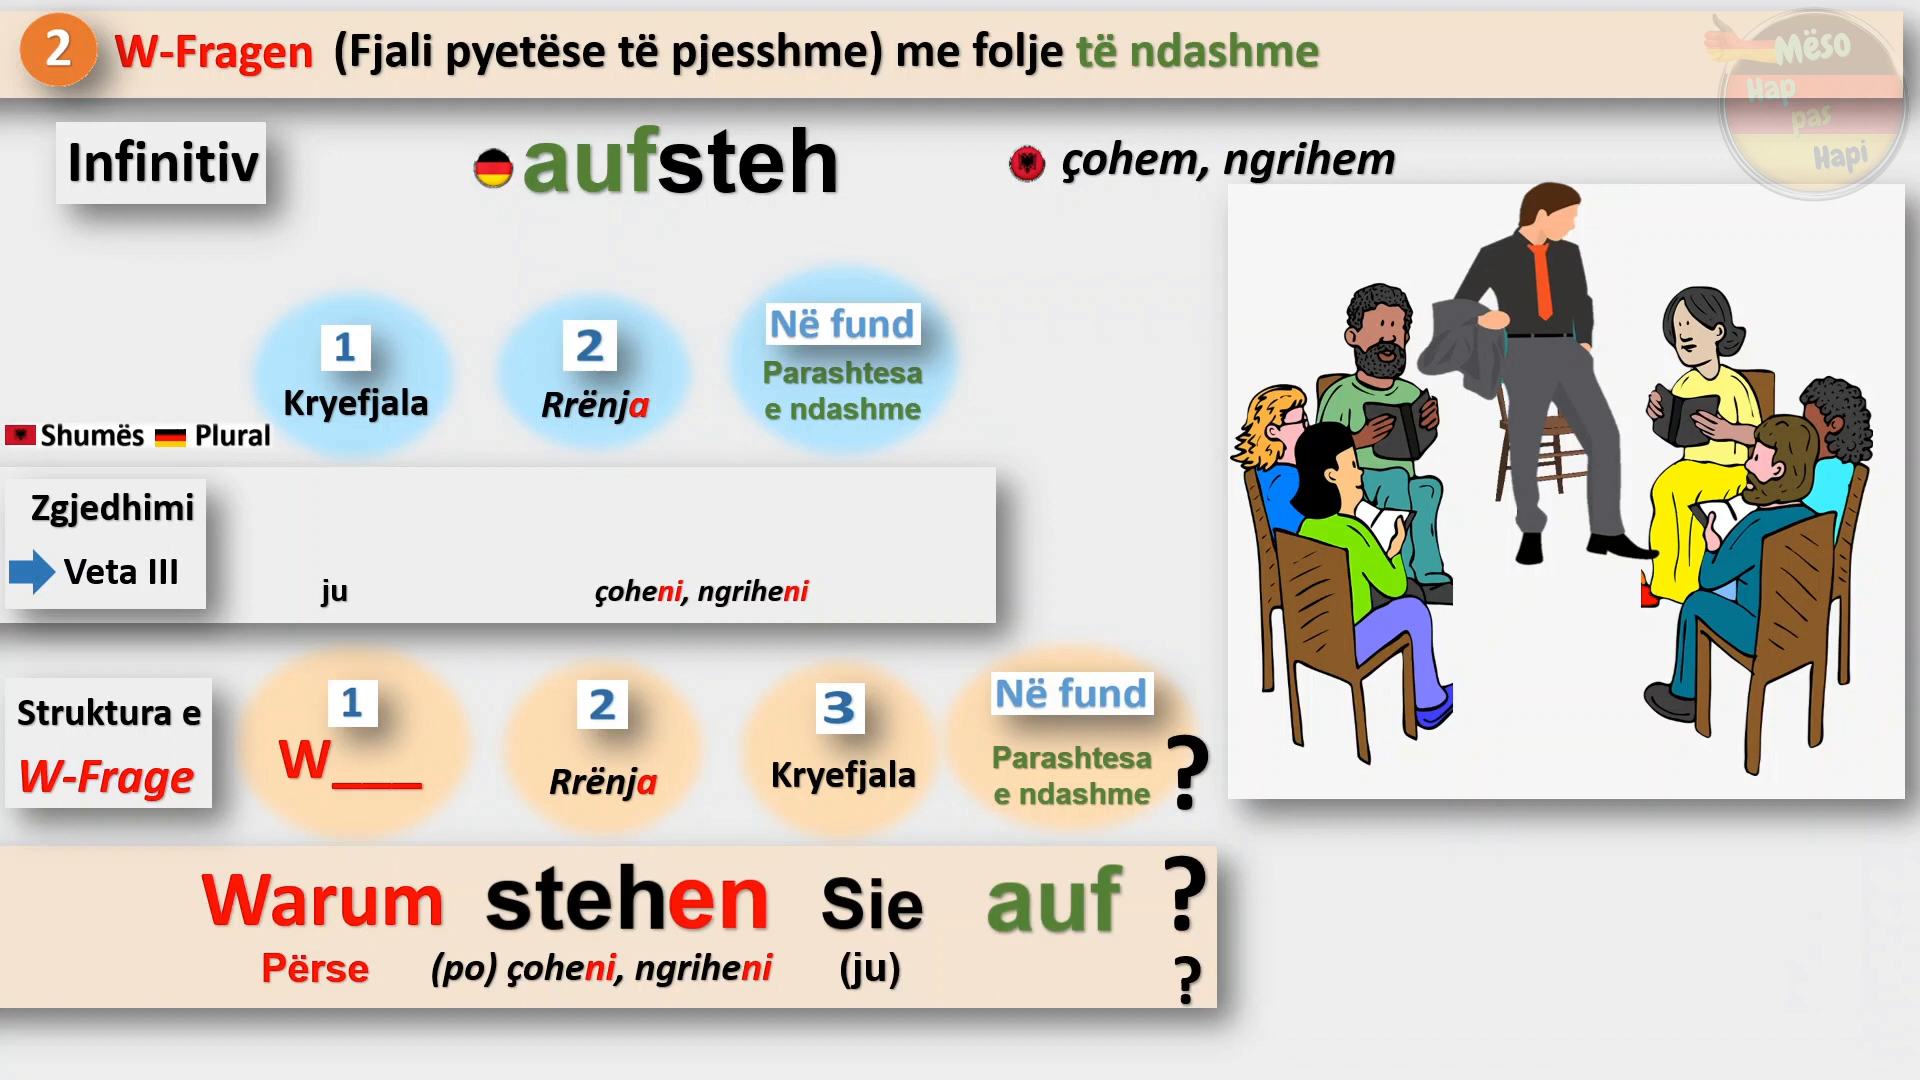 2 W-Fragen (Fjali pyetëse të pjesshme) me folje të ndashme
Mëso
Hap
pas
Hapi
Infinitiv aufsteh çohem, ngrihem
1 2 Në fund
Kryefjala Rrënja Parashtesa
e ndashme
Shumës Plural
Zgjedhimi
Veta III ju çoheni, ngriheni
1 2 3 Në fund
Struktura e
W-Frage W___ Rrënja Kryefjala Parashtesa
e ndashme ?
Warum stehen Sie auf ?
Përse (po) çoheni, ngriheni (ju) ?